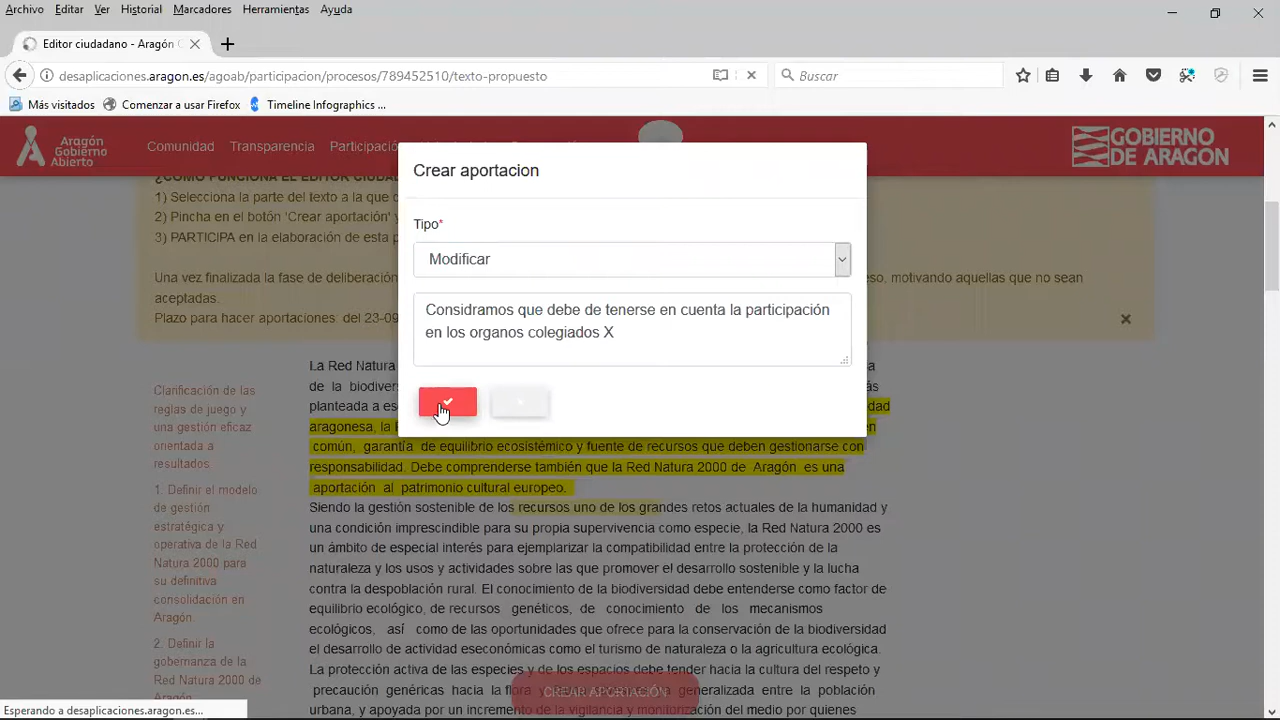 Archivo Editar Ver Historial Marcadores Herramientas Ayuda
Editor ciudadano - Aragón
desaplicaciones.aragon.es/agoab/participacion/procesos/789452510/texto-propuesto
Buscar
Más visitados Comenzar a usar Firefox Timeline Infographics ...
Aragón
Gobierno
Abierto
Comunidad Transparencia Participació
GOBIERNO
DE ARAGON
¿CÓMO FUNCIONA EL EDITOR CIUDA
1) Selecciona la parte del texto a la que
2) Pincha en el botón 'Crear aportación'
3) PARTICIPA en la elaboración de esta
Una vez finalizada la fase de deliberación
eso, motivando aquellas que no sean
aceptadas.
Plazo para hacer aportaciones: del 23-09
Crear aportacion
Tipo*
Modificar
Considramos que debe de tenerse en cuenta la participación
en los organos colegiados X
Clarificación de las
reglas de juego y
una gestión eficaz
orientada a
resultados
1: Definir el modelo
de gestión
estratégica y
operativa de la Red
Natura 2000 para
su definitiva
consolidación en
Aragón.
2. Definir la
gobernanza de la
Red Natura 2000 de
Aragón
La Red Natura
de la biodivers
planteada a es
aragonesa, la
común, garantía de equilibrio ecosistémico y fuente de recursos que deben gestionarse con
responsabilidad. Debe comprenderse también que la Red Natura 2000 de Aragón es una
aportación al patrimonio cultural europeo.
Siendo la gestión sostenible de los recursos uno de los grandes retos actuales de la humanidad y
una condición imprescindible para su propia supervivencia como especie, la Red Natura 2000 es
un ámbito de especial interés para ejemplarizar la compatibilidad entre la protección de la
naturaleza y los usos y actividades sobre las que promover el desarrollo sostenible y la lucha
contra la despoblación rural. El conocimiento de la biodiversidad debe entenderse como factor de
equilibrio ecológico, de recursos genéticos, de conocimiento de los mecanismos
ecológicos, así como de las oportunidades que ofrece para la conservación de la biodiversidad
el desarrollo de actividad eseconómicas como el turismo de naturaleza o la agricultura ecológica.
La protección activa de las especies y de los espacios debe tender hacia la cultura del respeto y
precaución genéricas hacia la flora y generalizada entre la población
CREAR APORTACIÓN
urbana, y apoyada por un incremento de la vigilancia y monitorización del medio por quienes
Esperando a desaplicaciones.aragon.es...